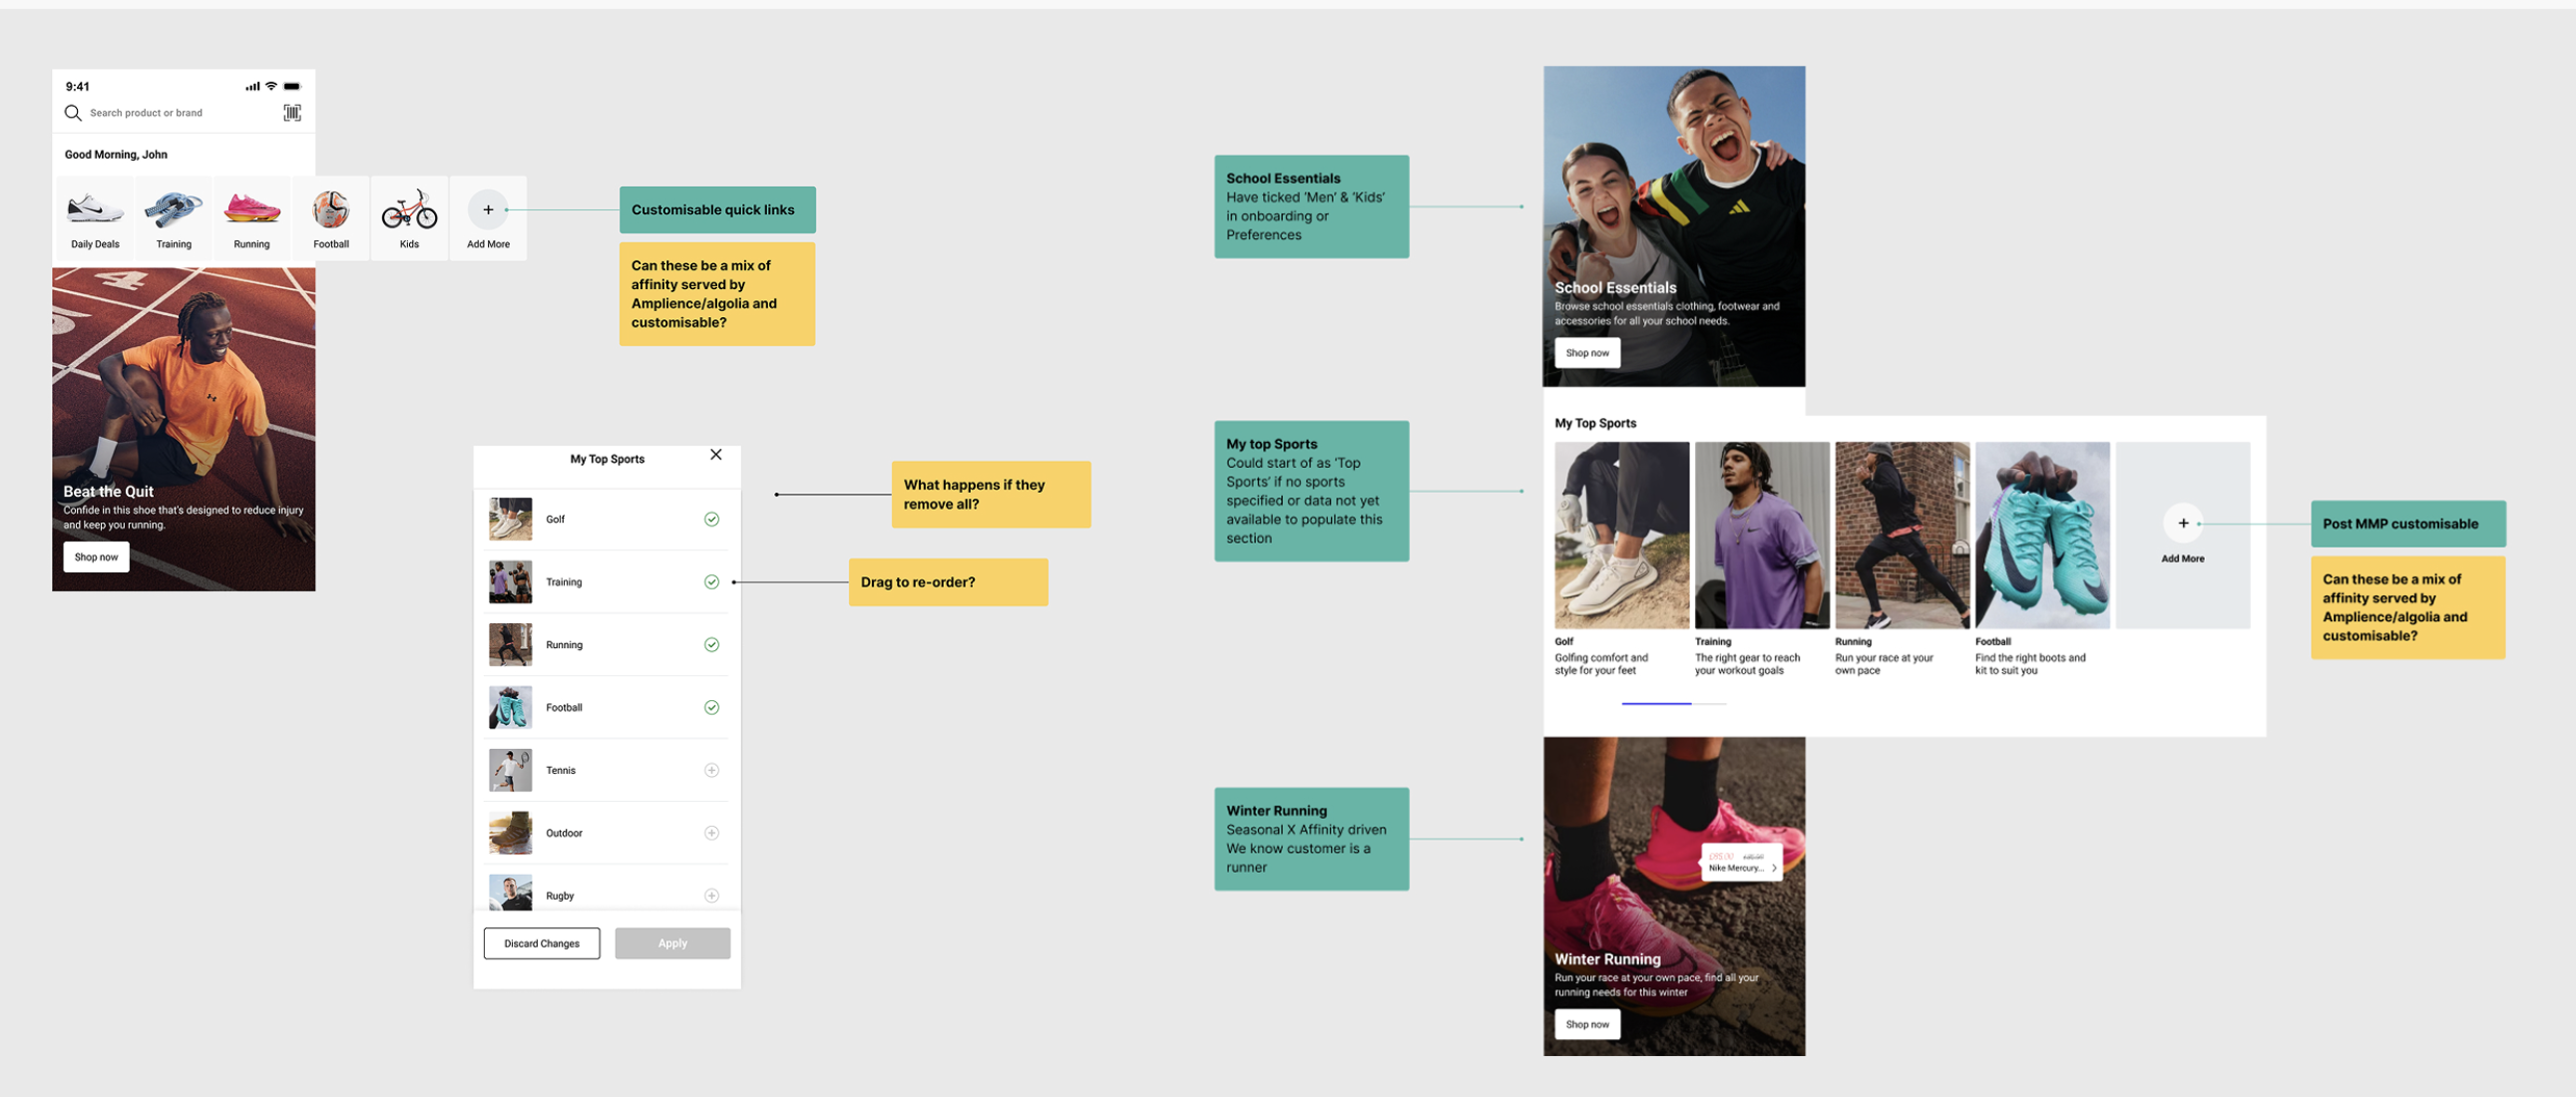 9:41
Search product or brand
Good Morning, John
Daily Deals
Training
Running
Football
Kids
+
Add More
4
Beat the Quit
Confide in this shoe that's designed to reduce injury
and keep you running.
Shop now
Customisable quick links
Can these be a mix of
affinity served by
Amplience/algolia and
customisable?
My Top Sports
Golf
Training
Running
Football
Tennis
Outdoor
Rugby
Discard Changes
Apply
What happens if they
remove all?
Drag to re-order?
School Essentials
Have ticked 'Men' & 'Kids'
in onboarding or
Preferences
School Essentials
Browse school essentials clothing, footwear and
accessories for all your school needs.
Shop now
My top Sports
Could start of as 'Top
Sports' if no sports
specified or data not yet
available to populate this
section
My Top Sports
Golf
Golfing comfort and
style for your feet
Training
The right gear to reach
your workout goals
Running
Run your race at your
own pace
Football
Find the right boots and
kit to suit you
+
Add More
Post MMP customisable
Can these be a mix of
affinity served by
Amplience/algolia and
customisable?
Winter Running
Seasonal X Affinity driven
We know customer is a
runner
Nike Mercury...
Winter Running
Run your race at your own pace, find all your
running needs for this winter
Shop now